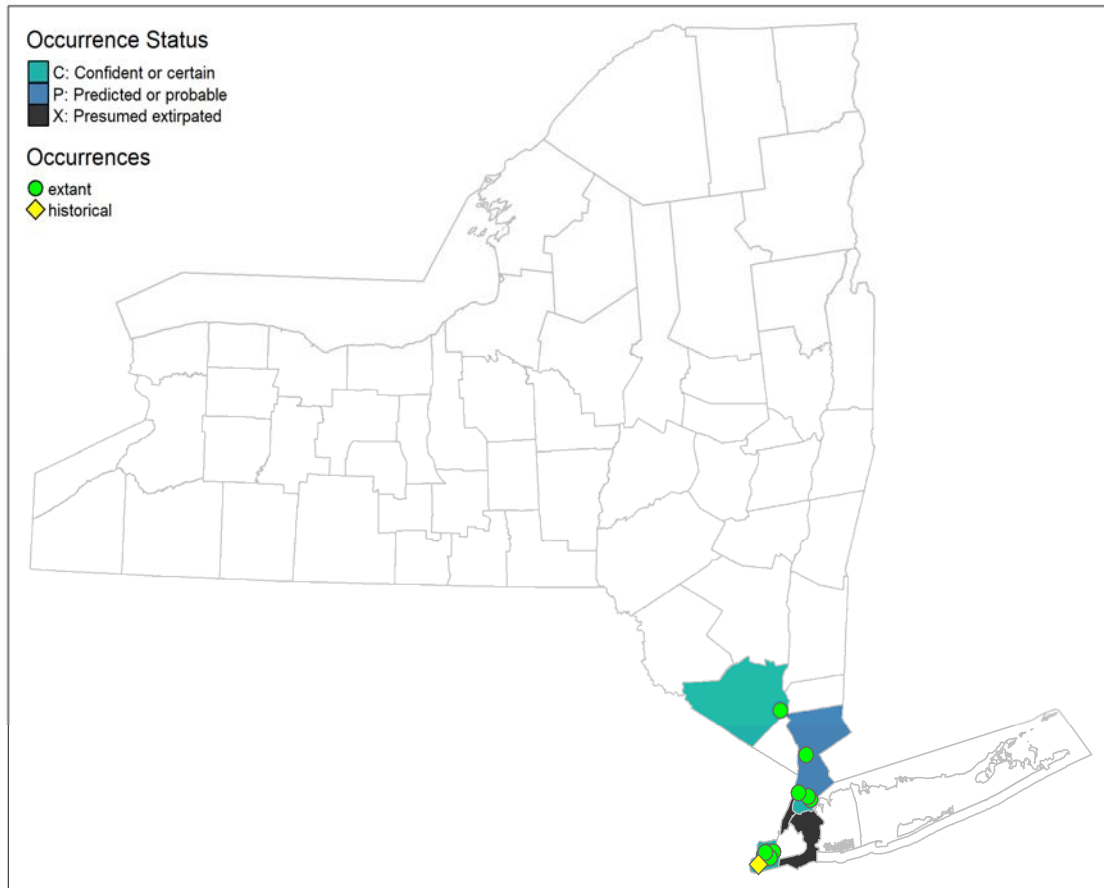 Occurrence Status
C: Confident or certain
P: Predicted or probable
X: Presumed extirpated
Occurrences
extant
historical